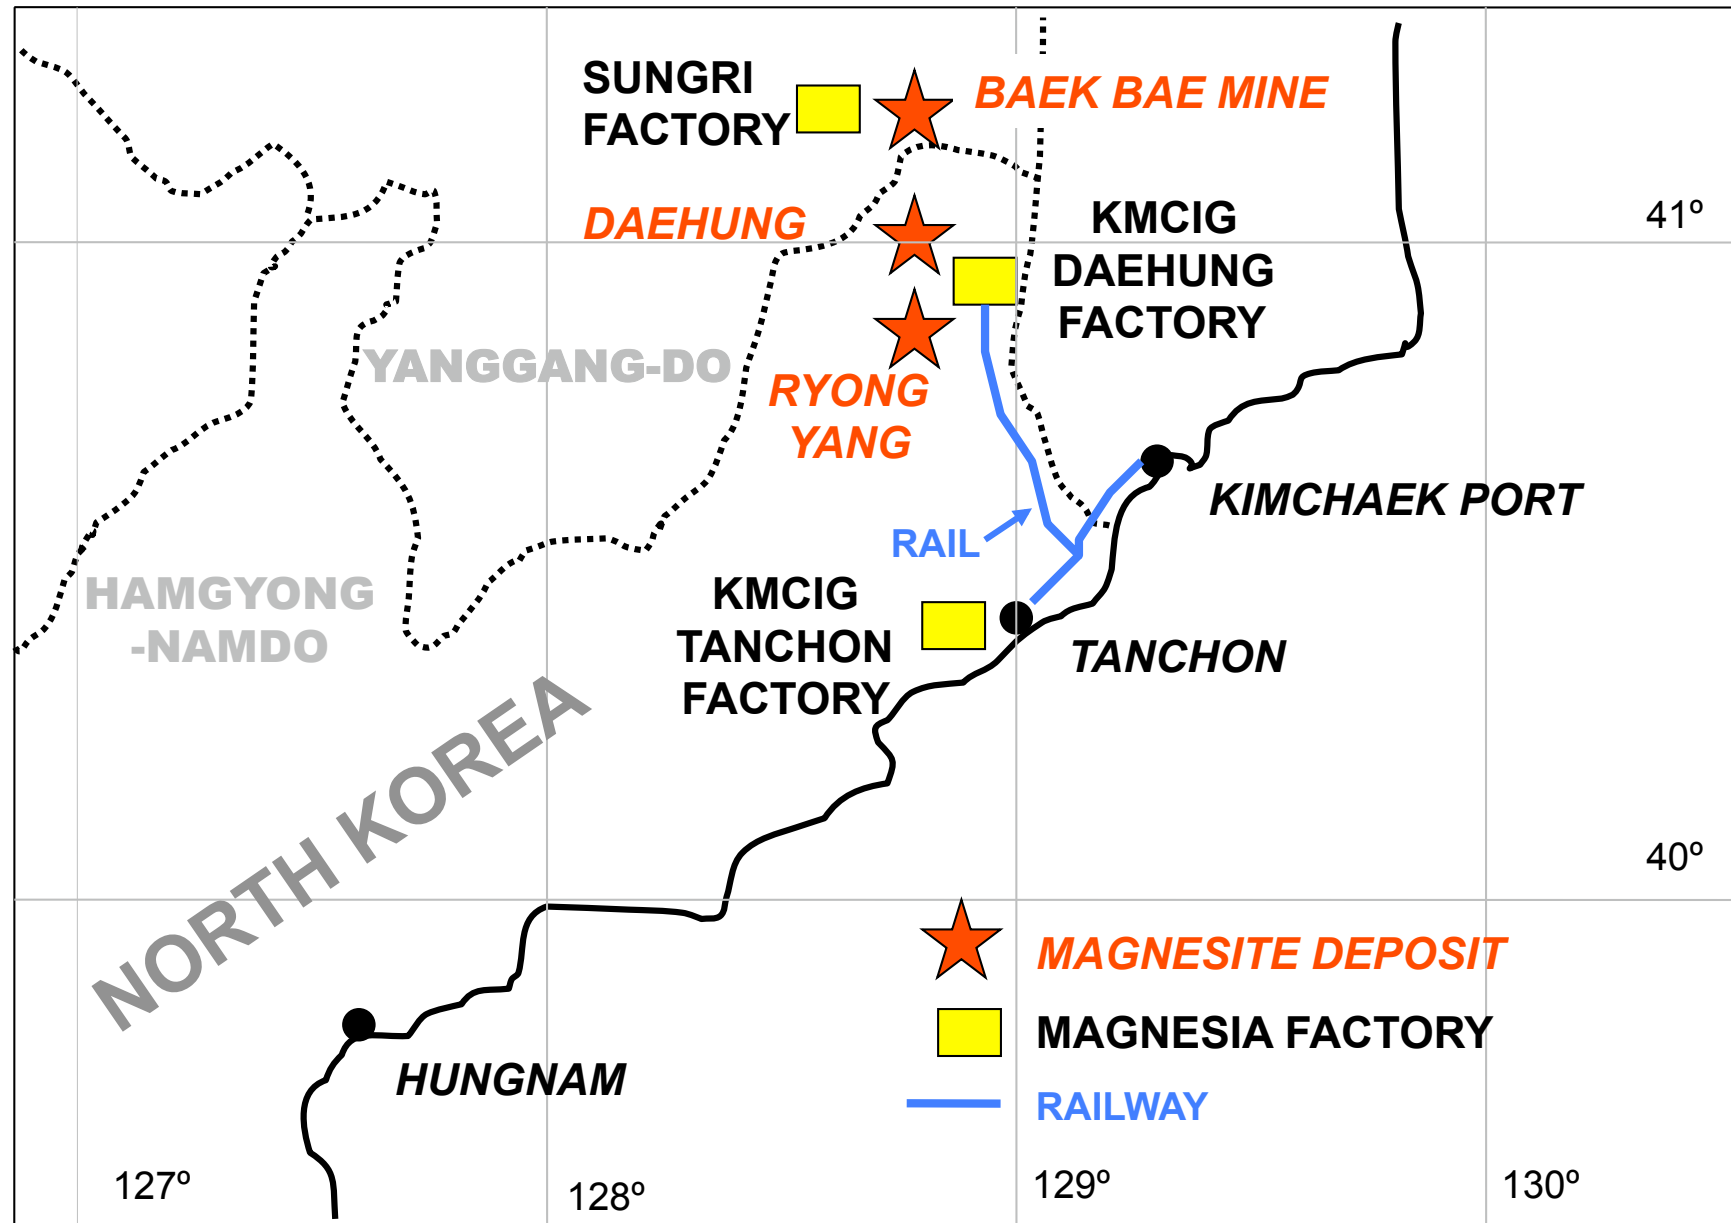 SUNGRI
FACTORY
BAEK BAE MINE
DAEHUNG
KMCIG
DAEHUNG
FACTORY
41º
YANGGANG-DO
RYONG
YANG
KIMCHAEK PORT
RAIL
HAMGYONG
-NAMDO
KMCIG
TANCHON
FACTORY
TANCHON
NORTH KOREA
40º
MAGNESITE DEPOSIT
MAGNESIA FACTORY
HUNGNAM
RAILWAY
127º
128º
129º
130º